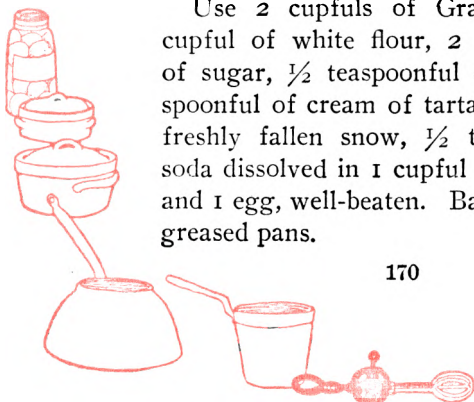 Use 2 cupfuls of Gra
cupful of white flour, 2
of sugar, ½ teaspoonful
spoonful of cream of tarta
freshly fallen snow, ½ t
soda dissolved in 1 cupful
and 1 egg, well-beaten. Ba
greased pans.
170